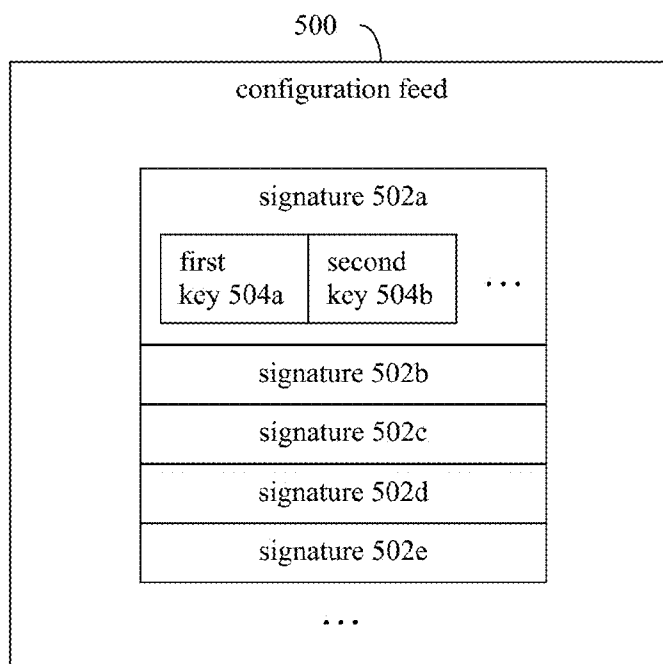 500
configuration feed
signature 502a
first
key 504a
second
key 504b
...
signature 502b
signature 502c
signature 502d
signature 502e
...